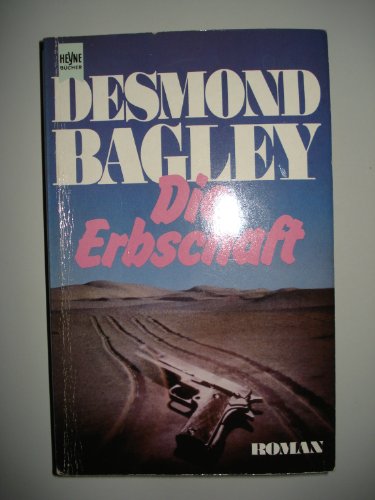 HEYNE
BÜCHER
DESMOND
BAGLEY
Die
Erbschaft
ROMAN